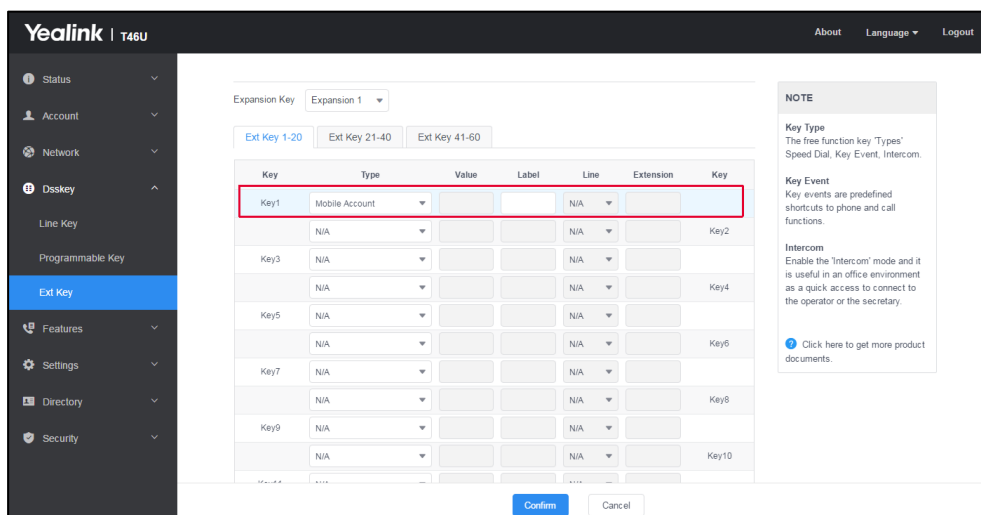 Yealink | T46U
About Language Logout
Status
Account
Network
Dsskey
Line Key
Programmable Key
Ext Key
Features
Settings
Directory
Security
Expansion Key Expansion 1
Ext Key 1-20 Ext Key 21-40 Ext Key 41-60
Key Type Value Label Line Extension Key
Key1 Mobile Account N/A
N/A N/A Key2
Key3 N/A N/A
N/A N/A Key4
Key5 N/A N/A
N/A N/A Key6
Key7 N/A N/A
N/A N/A Key8
Key9 N/A N/A
N/A N/A Key10
Confirm Cancel
NOTE
Key Type
The free function key 'Types'
Speed Dial, Key Event, Intercom.
Key Event
Key events are predefined
shortcuts to phone and call
functions.
Intercom
Enable the 'Intercom' mode and it
is useful in an office environment
as a quick access to connect to
the operator or the secretary.
? Click here to get more product
documents.